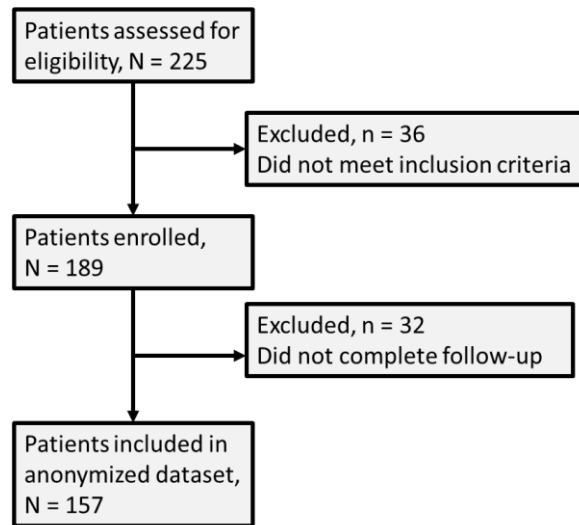 Patients assessed for
eligibility, N = 225
Excluded, n = 36
Did not meet inclusion criteria
Patients enrolled,
N = 189
Excluded, n = 32
Did not complete follow-up
Patients included in
anonymized dataset,
N = 157